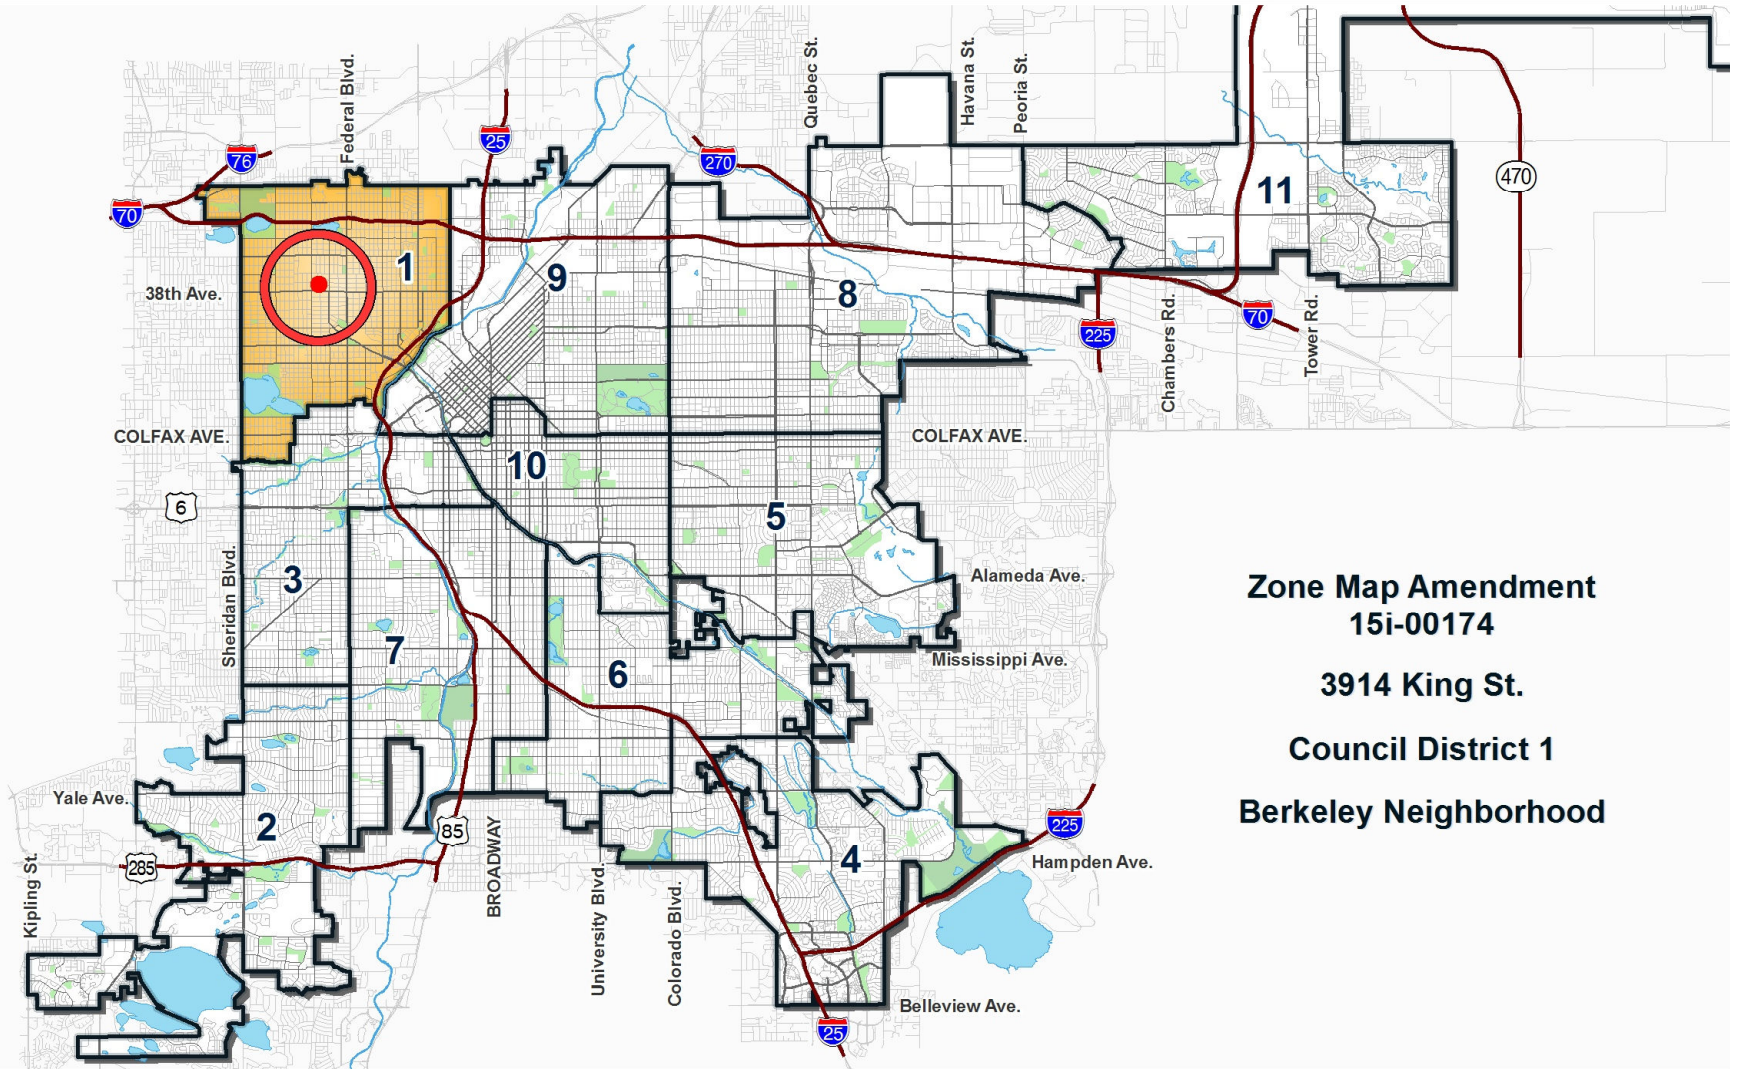 Federal Blvd.
Quebec St.
Havana St.
Peoria St.
25
76
270
470
11
70
1
9
8
38th Ave.
225
Chambers Rd.
70
Tower Rd.
COLFAX AVE.
COLFAX AVE.
10
6
5
Sheridan Blvd.
3
Alameda Ave.
Zone Map Amendment
15i-00174
7
6
Mississippi Ave.
3914 King St.
Council District 1
Yale Ave.
2
85
225
Berkeley Neighborhood
Kipling St.
285
BROADWAY
University Blvd.
Colorado Blvd.
4
Hampden Ave.
Belleview Ave.
25